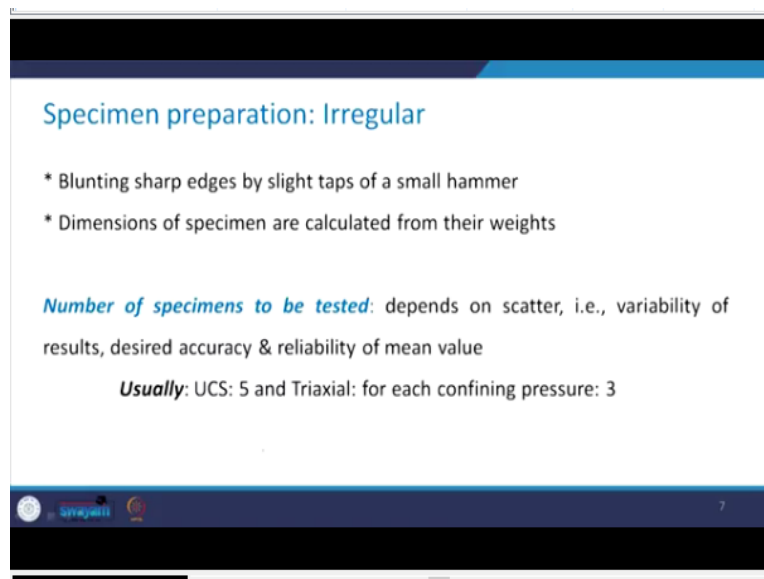 Specimen preparation: Irregular
* Blunting sharp edges by slight taps of a small hammer
* Dimensions of specimen are calculated from their weights
Number of specimens to be tested: depends on scatter, i.e., variability of
results, desired accuracy & reliability of mean value
Usually: UCS: 5 and Triaxial: for each confining pressure: 3
swayam
7